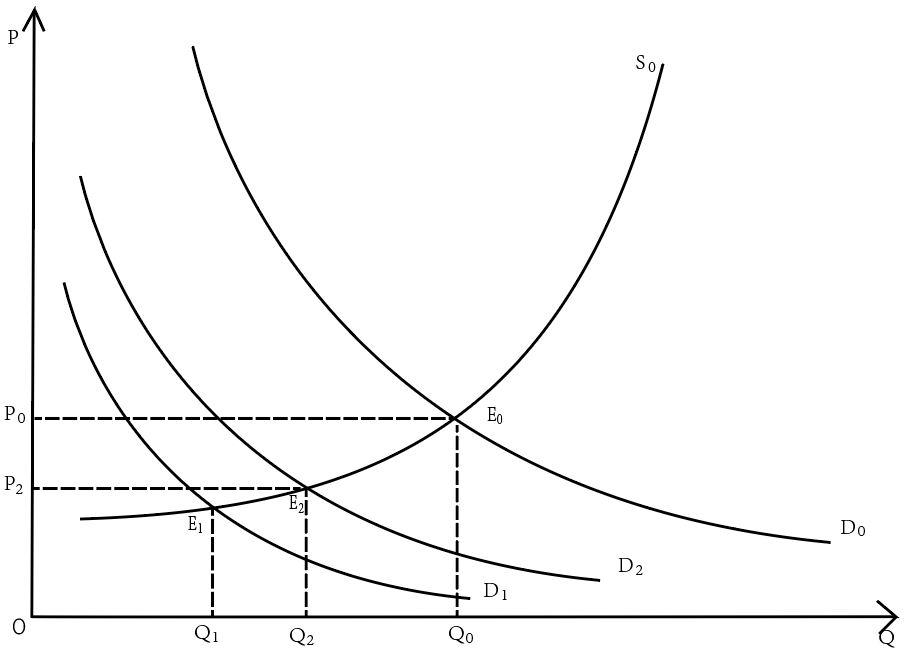 P
S₀
P₀
E₀
P₂
E₂
E₁
D₀
D₂
D₁
O
Q₁
Q₂
Q₀
Q